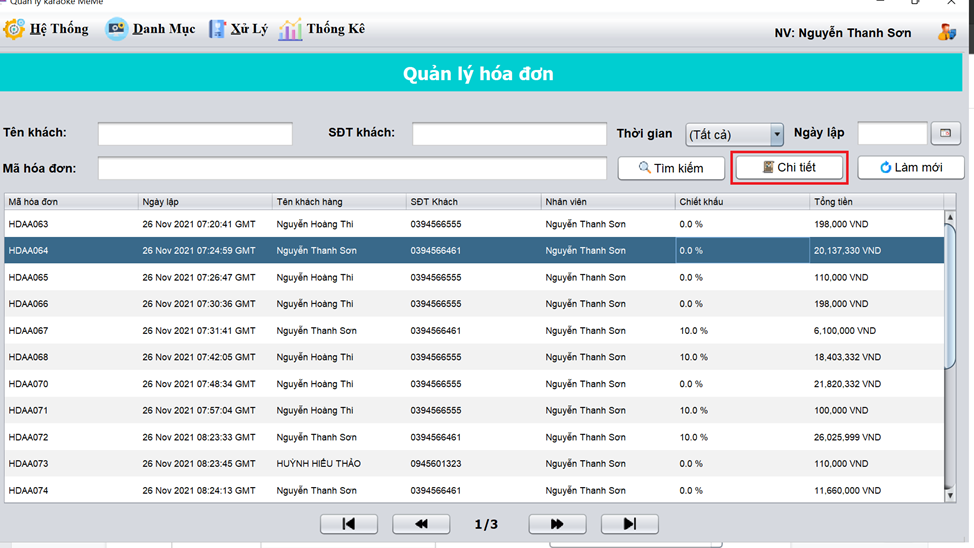 Quản lý karaoke MeMe
Hệ Thống Danh Mục Xử Lý Thống Kê NV: Nguyễn Thanh Sơn
Quản lý hóa đơn
Tên khách: SĐT khách: Thời gian (Tất cả) Ngày lập
Mã hóa đơn: Tìm kiếm Chi tiết Làm mới
Mã hóa đơn Ngày lập Tên khách hàng SĐT Khách Nhân viên Chiết khấu Tổng tiền
HDAA063 26 Nov 2021 07:20:41 GMT Nguyễn Hoàng Thi 0394566555 Nguyễn Thanh Sơn 0.0 % 198,000 VND
HDAA064 26 Nov 2021 07:24:59 GMT Nguyễn Thanh Sơn 0394566461 Nguyễn Thanh Sơn 0.0 % 20,137,330 VND
HDAA065 26 Nov 2021 07:26:47 GMT Nguyễn Hoàng Thi 0394566555 Nguyễn Thanh Sơn 0.0 % 110,000 VND
HDAA066 26 Nov 2021 07:30:36 GMT Nguyễn Hoàng Thi 0394566555 Nguyễn Thanh Sơn 0.0 % 198,000 VND
HDAA067 26 Nov 2021 07:31:41 GMT Nguyễn Thanh Sơn 0394566461 Nguyễn Thanh Sơn 10.0 % 6,100,000 VND
HDAA068 26 Nov 2021 07:42:05 GMT Nguyễn Hoàng Thi 0394566555 Nguyễn Thanh Sơn 10.0 % 18,403,332 VND
HDAA070 26 Nov 2021 07:48:34 GMT Nguyễn Hoàng Thi 0394566555 Nguyễn Thanh Sơn 0.0 % 21,820,332 VND
HDAA071 26 Nov 2021 07:57:04 GMT Nguyễn Hoàng Thi 0394566555 Nguyễn Thanh Sơn 10.0 % 100,000 VND
HDAA072 26 Nov 2021 08:23:33 GMT Nguyễn Thanh Sơn 0394566461 Nguyễn Thanh Sơn 10.0 % 26,025,999 VND
HDAA073 26 Nov 2021 08:23:45 GMT HUỲNH HIẾU THẢO 0945601323 Nguyễn Thanh Sơn 0.0 % 110,000 VND
HDAA074 26 Nov 2021 08:24:13 GMT Nguyễn Thanh Sơn 0394566461 Nguyễn Thanh Sơn 0.0 % 11,660,000 VND
1/3